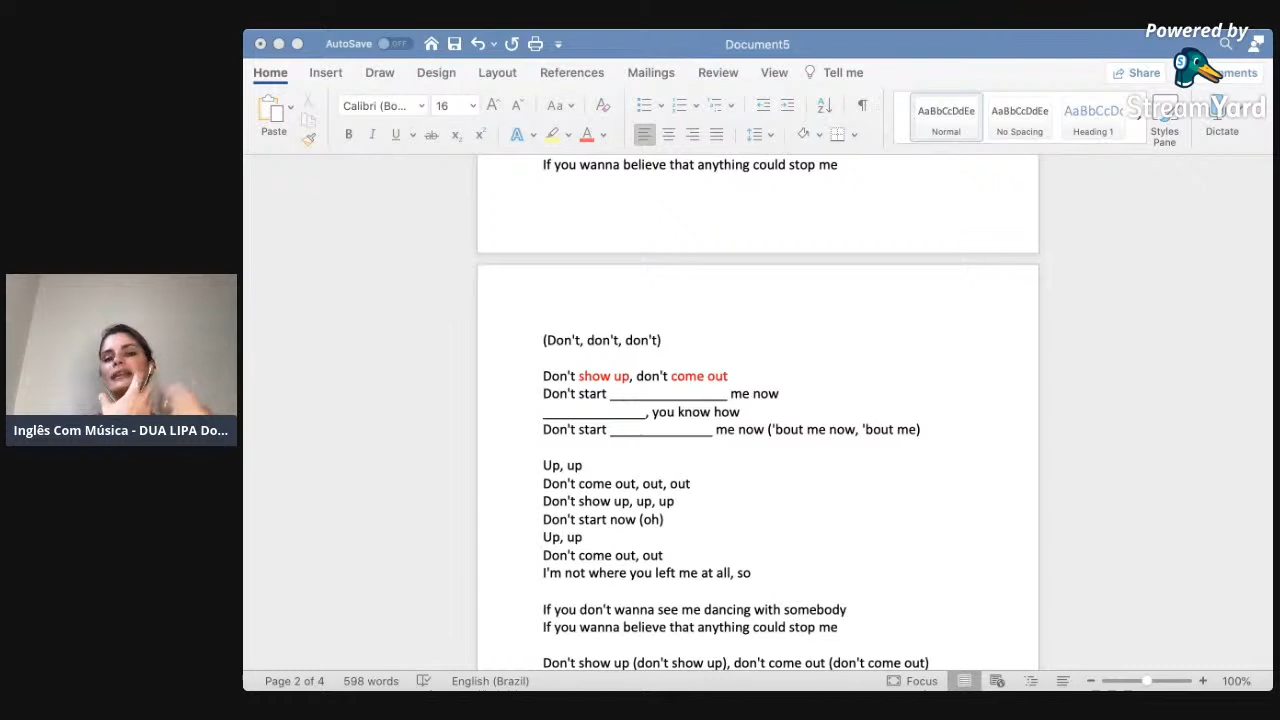 Powered by
StreamYard
AutoSave OFF
Document5
Home Insert Draw Design Layout References Mailings Review View Tell me
Share
Calibri (Bo... 16
Paste
AaBbCcDdEe
Normal
AaBbCcDdEe
No Spacing
AaBbCcDc
Heading
Styles
Pane
Dictate
If you wanna believe that anything could stop me
(Don't, don't, don't)
Don't show up, don't come out
Don't start _________________ me now
_______________, you know how
Don't start _______________ me now ('bout me now, 'bout me)
Up, up
Don't come out, out, out
Don't show up, up, up
Don't start now (oh)
Up, up
Don't come out, out
I'm not where you left me at all, so
If you don't wanna see me dancing with somebody
If you wanna believe that anything could stop me
Don't show up (don't show up), don't come out (don't come out)
Inglês Com Música - DUA LIPA Do...
Page 2 of 4 598 words English (Brazil) Focus 100%